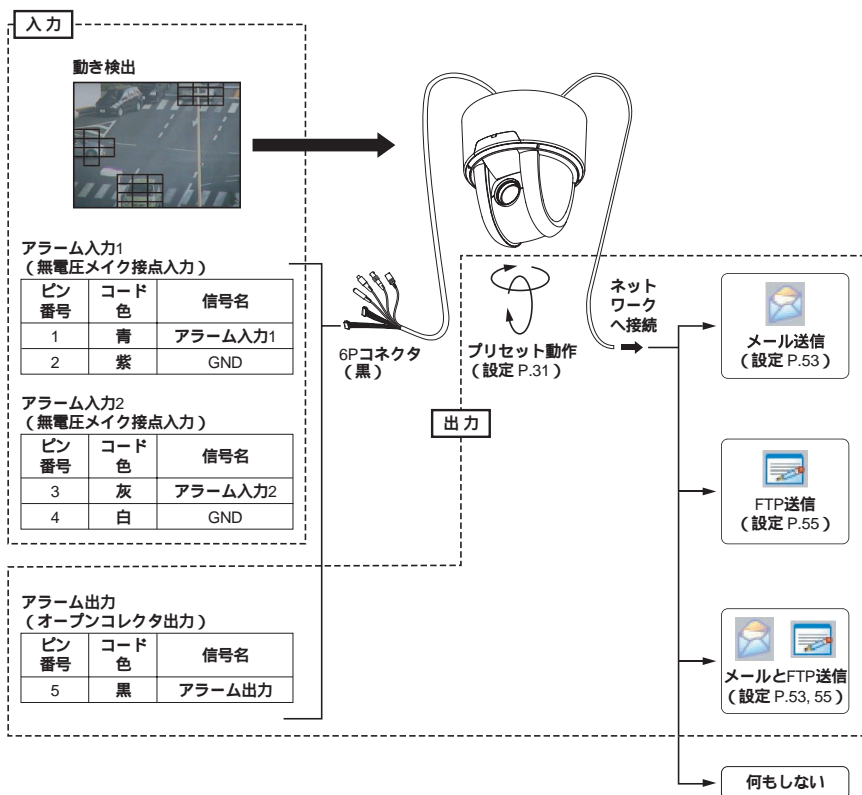 入力
動き検出
アラーム入力1
（無電圧メイク接点入力）
ピン番号 コード色 信号名
1 青 アラーム入力1
2 紫 GND
アラーム入力2
（無電圧メイク接点入力）
ピン番号 コード色 信号名
3 灰 アラーム入力2
4 白 GND
6Pコネクタ
（黒）
プリセット動作
（設定 P.31）
ネット
ワーク
へ接続
出力
メール送信
（設定 P.53）
FTP送信
（設定 P.55）
メールとFTP送信
（設定 P.53, 55）
何もしない
アラーム出力
（オープンコレクタ出力）
ピン番号 コード色 信号名
5 黒 アラーム出力